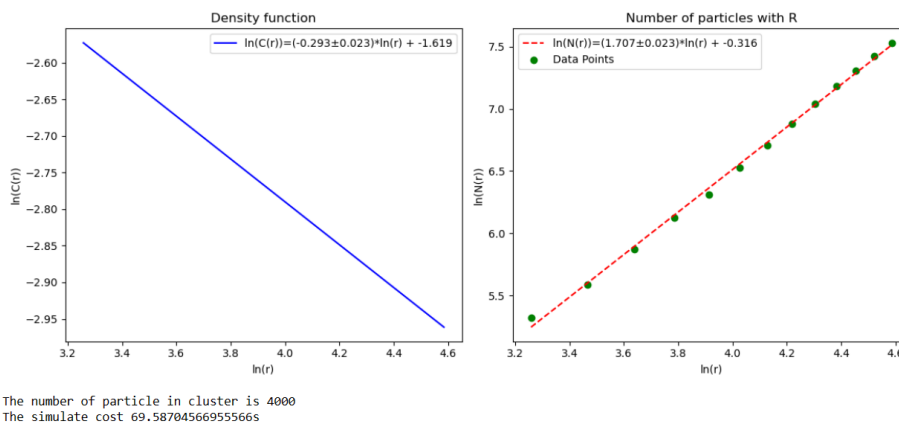 Density function
ln(C(r))=(-0.293±0.023)*ln(r) + -1.619
−2.60
−2.65
−2.70
−2.75
−2.80
−2.85
−2.90
−2.95
ln(C(r))
3.2 3.4 3.6 3.8 4.0 4.2 4.4 4.6
ln(r)
Number of particles with R
ln(N(r))=(1.707±0.023)*ln(r) + -0.316
Data Points
7.5
7.0
6.5
6.0
5.5
ln(N(r))
3.2 3.4 3.6 3.8 4.0 4.2 4.4 4.6
ln(r)
The number of particle in cluster is 4000
The simulate cost 69.58704566955566s